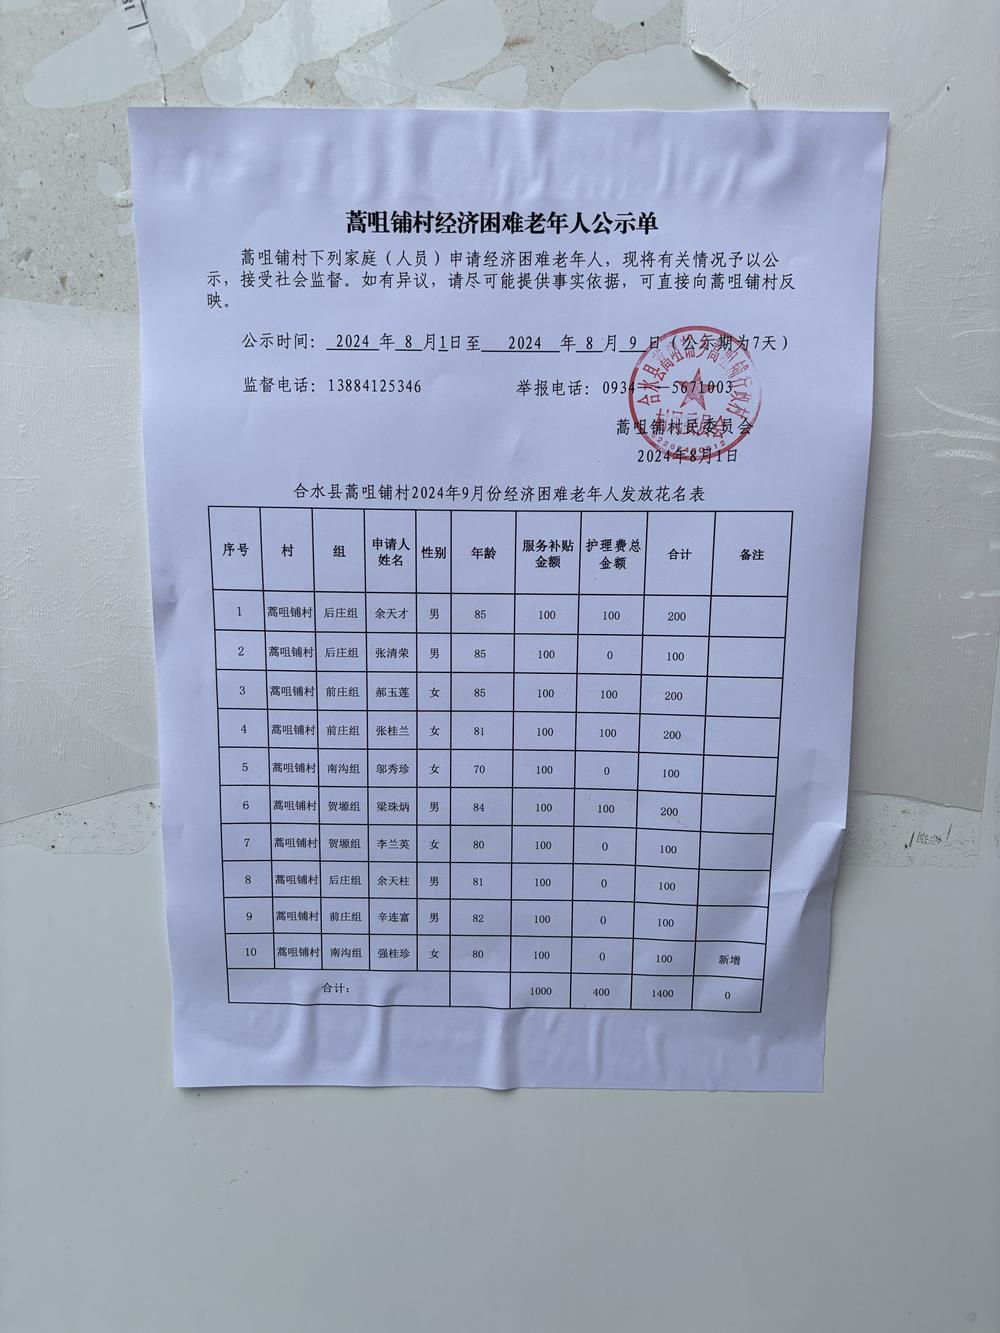 蒿咀铺村经济困难老年人公示单
蒿咀铺村下列家庭（人员）申请经济困难老年人，现将有关情况予以公
示，接受社会监督。如有异议，请尽可能提供事实依据，可直接向蒿咀铺村反
映。
公示时间： 2024 年 8 月1日至 2024 年 8 月 9 日（公示期为7天）
监督电话：13884125346 举报电话：0934——5671003
蒿咀铺村民委员会
2024年8月1日
合水县蒿咀铺村2024年9月份经济困难老年人发放花名表
序号 村 组 申请人姓名 性别 年龄 服务补贴金额 护理费总金额 合计 备注
1 蒿咀铺村 后庄组 余天才 男 85 100 100 200
2 蒿咀铺村 后庄组 张清荣 男 85 100 0 100
3 蒿咀铺村 前庄组 郝玉莲 女 85 100 100 200
4 蒿咀铺村 前庄组 张桂兰 女 81 100 100 200
5 蒿咀铺村 南沟组 邬秀珍 女 70 100 0 100
6 蒿咀铺村 贺塬组 梁珠炳 男 84 100 100 200
7 蒿咀铺村 贺塬组 李兰英 女 80 100 0 100
8 蒿咀铺村 后庄组 余天柱 男 81 100 0 100
9 蒿咀铺村 前庄组 辛连富 男 82 100 0 100
10 蒿咀铺村 南沟组 强桂珍 女 80 100 0 100 新增
合计： 1000 400 1400 0